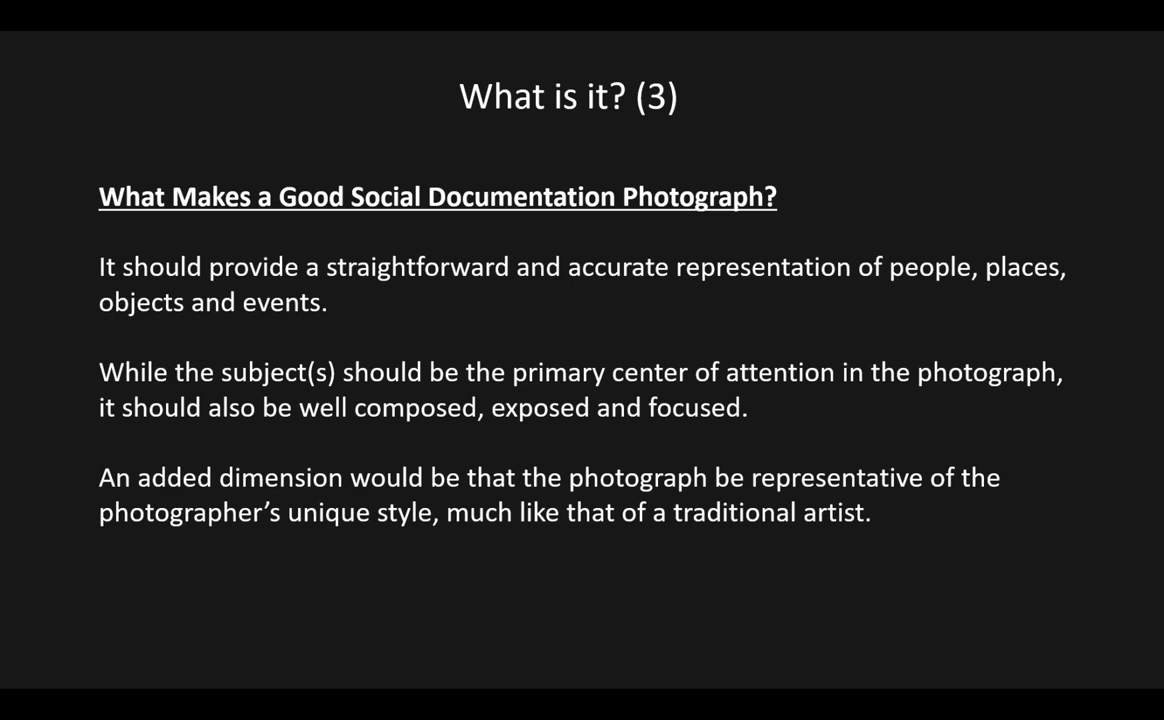 What is it? (3)
What Makes a Good Social Documentation Photograph?
It should provide a straightforward and accurate representation of people, places,
objects and events.
While the subject(s) should be the primary center of attention in the photograph,
it should also be well composed, exposed and focused.
An added dimension would be that the photograph be representative of the
photographer’s unique style, much like that of a traditional artist.